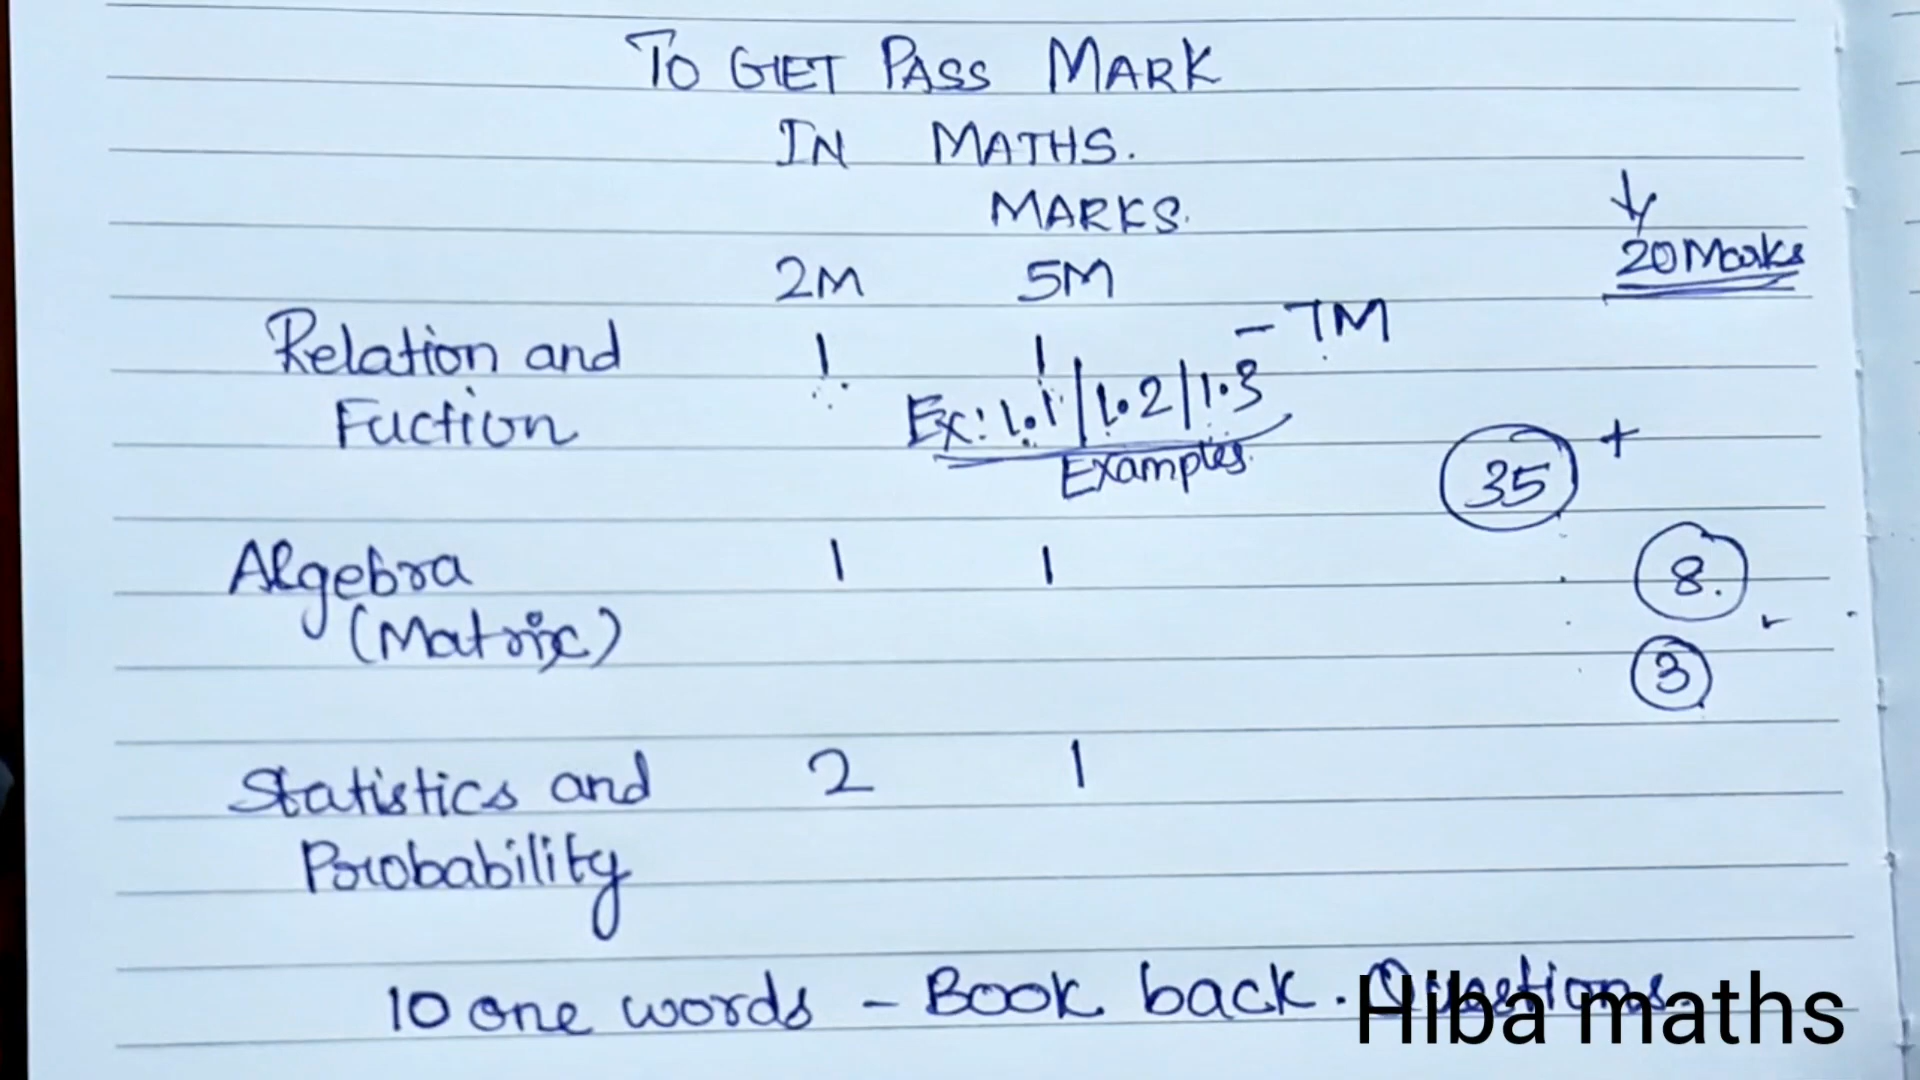 TO GET PASS MARK
IN MATHS.
MARKS.
↓
20 Marks
2M 5M
Relation and 1 1 - 7M
Fuction Ex: 1.1 | 1.2 | 1.3
Examples.
35 +
Algebra 1 1
8.
(Matrix)
3
Statistics and 2 1
Probability
10 one words - Book back. Questions.
Hiba maths